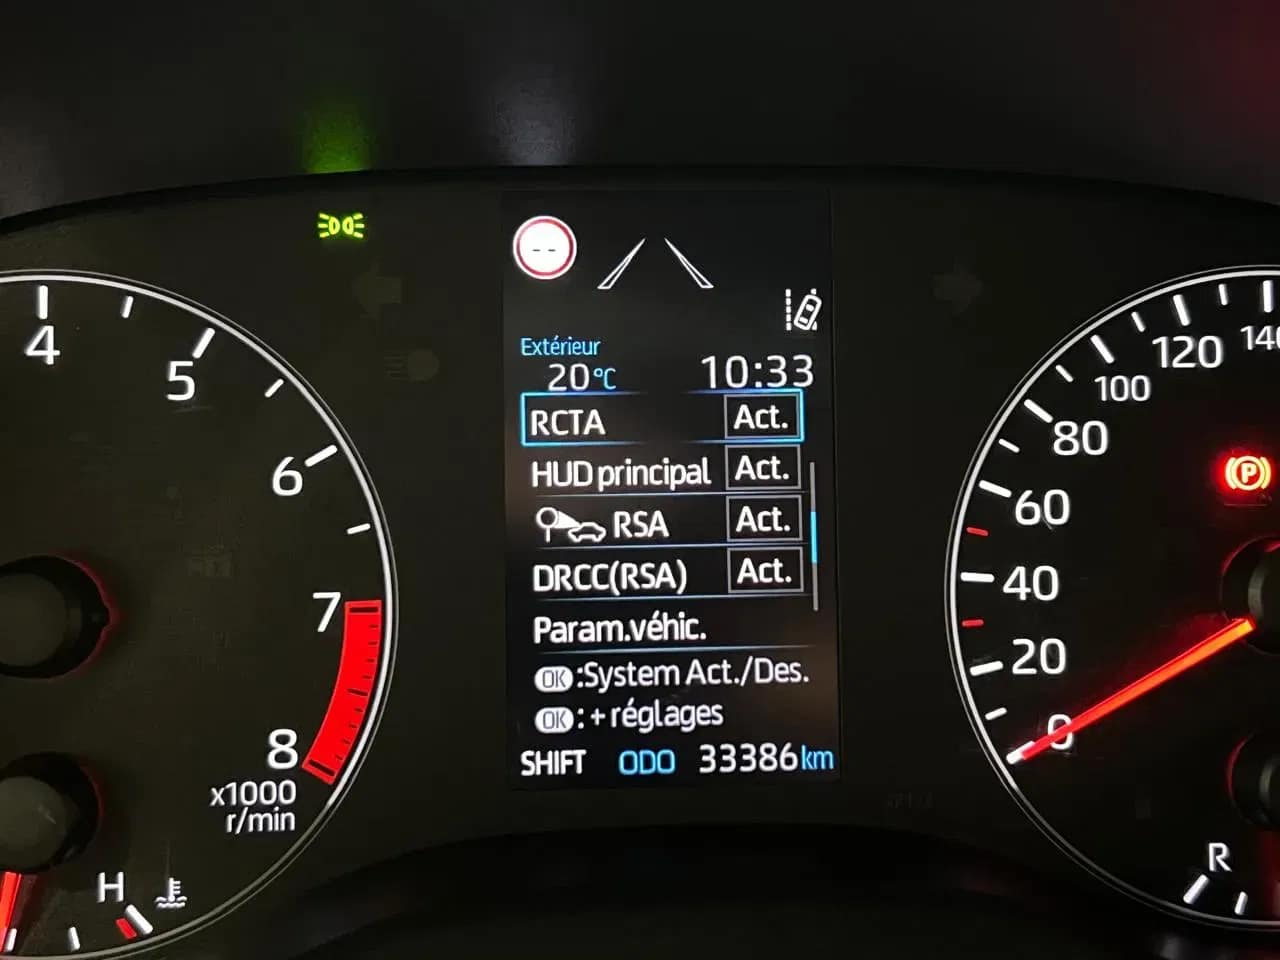 --
Extérieur
20°C 10:33
RCTA Act.
HUD principal Act.
RSA Act.
DRCC(RSA) Act.
Param.véhic.
OK :System Act./Des.
OK : + réglages
SHIFT ODO 33386 km
4
5
6
7
8
x1000
r/min
H
140
120
100
80
60
40
20
0
P
R